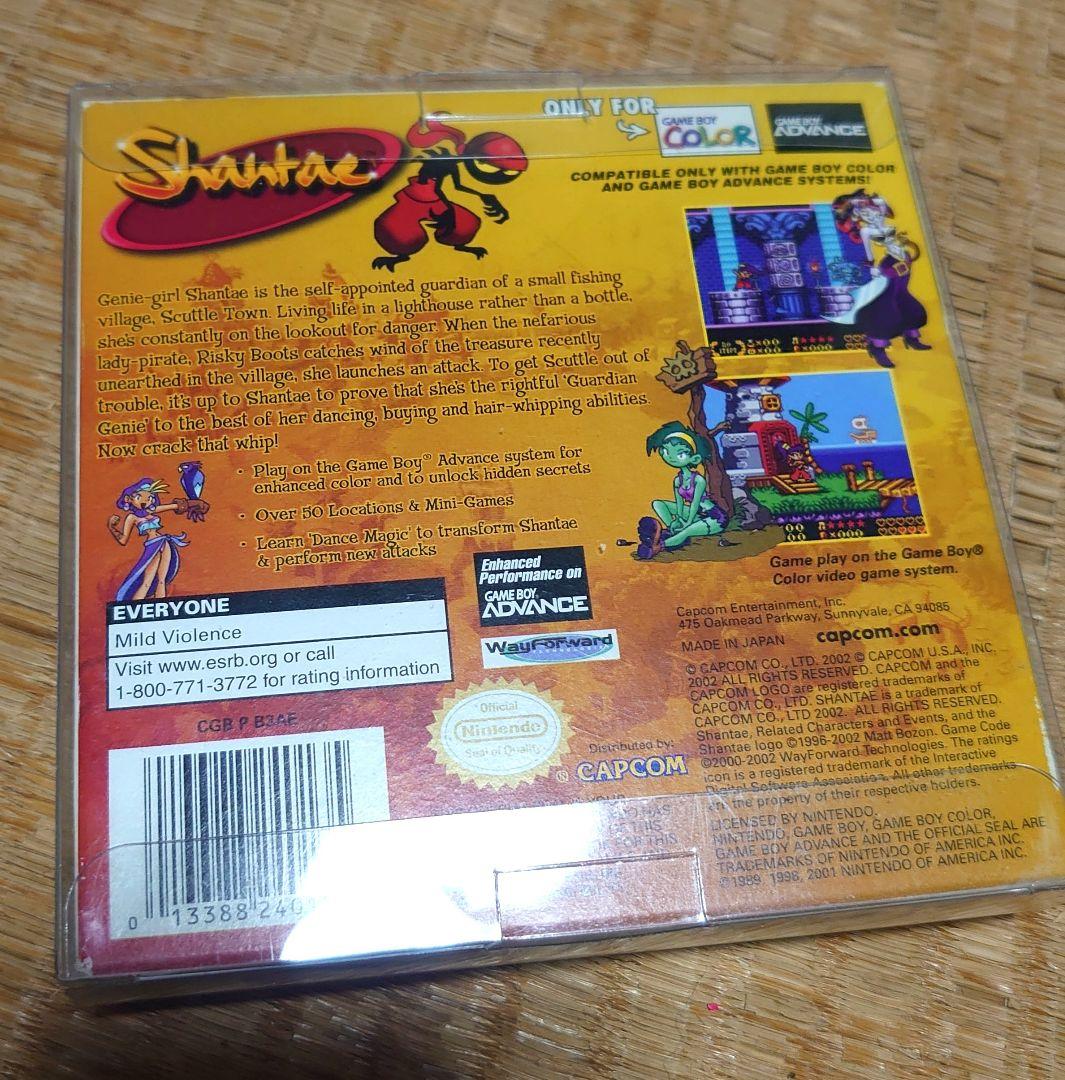 Shantae
ONLY FOR
GAME BOY
COLOR
GAME BOY
ADVANCE
COMPATIBLE ONLY WITH GAME BOY COLOR
AND GAME BOY ADVANCE SYSTEMS!
Genie-girl Shantae is the self-appointed guardian of a small fishing
village, Scuttle Town. Living life in a lighthouse rather than a bottle,
she's constantly on the lookout for danger. When the nefarious
lady-pirate, Risky Boots catches wind of the treasure recently
unearthed in the village, she launches an attack. To get Scuttle out of
trouble, it's up to Shantae to prove that she's the rightful 'Guardian
Genie' to the best of her dancing, buying and hair-whipping abilities.
Now crack that whip!
• Play on the Game Boy® Advance system for
enhanced color and to unlock hidden secrets
• Over 50 Locations & Mini-Games
• Learn 'Dance Magic' to transform Shantae
& perform new attacks
Game play on the Game Boy®
Color video game system.
Enhanced
Performance on
GAME BOY
ADVANCE
WayForward
EVERYONE
Mild Violence
Visit www.esrb.org or call
1-800-771-3772 for rating information
CGB P B3AE
0 13388 240
Official
Nintendo
Seal of Quality
Distributed by:
CAPCOM
Capcom Entertainment, Inc.
475 Oakmead Parkway, Sunnyvale, CA 94085
MADE IN JAPAN capcom.com
© CAPCOM CO., LTD. 2002 © CAPCOM U.S.A., INC.
2002 ALL RIGHTS RESERVED. CAPCOM and the
CAPCOM LOGO are registered trademarks of
CAPCOM CO., LTD. SHANTAE is a trademark of
CAPCOM CO., LTD 2002. ALL RIGHTS RESERVED.
Shantae, Related Characters and Events, and the
Shantae logo ©1996-2002 Matt Bozon. Game Code
©2000-2002 WayForward Technologies. The ratings
icon is a registered trademark of the Interactive
Digital Software Association. All other trademarks
are the property of their respective holders.
LICENSED BY NINTENDO.
NINTENDO, GAME BOY, GAME BOY COLOR,
GAME BOY ADVANCE AND THE OFFICIAL SEAL ARE
TRADEMARKS OF NINTENDO OF AMERICA INC.
©1989 1998, 2001 NINTENDO OF AMERICA INC.